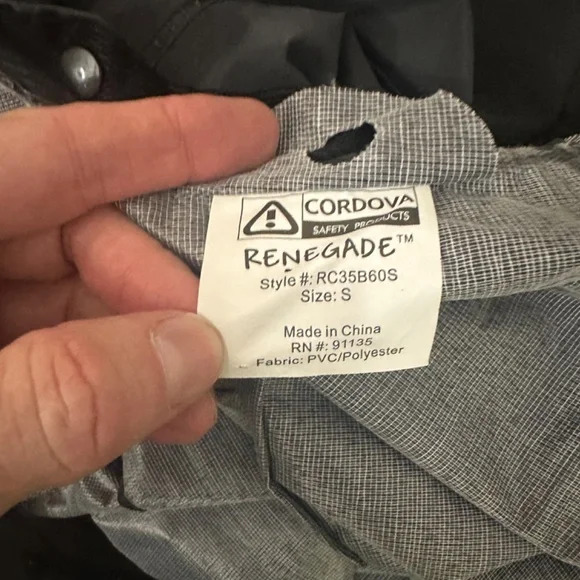 CORDOVA
SAFETY PRODUCTS
RENEGADE™
Style #: RC35B60S
Size: S
Made in China
RN #: 91135
Fabric: PVC/Polyester